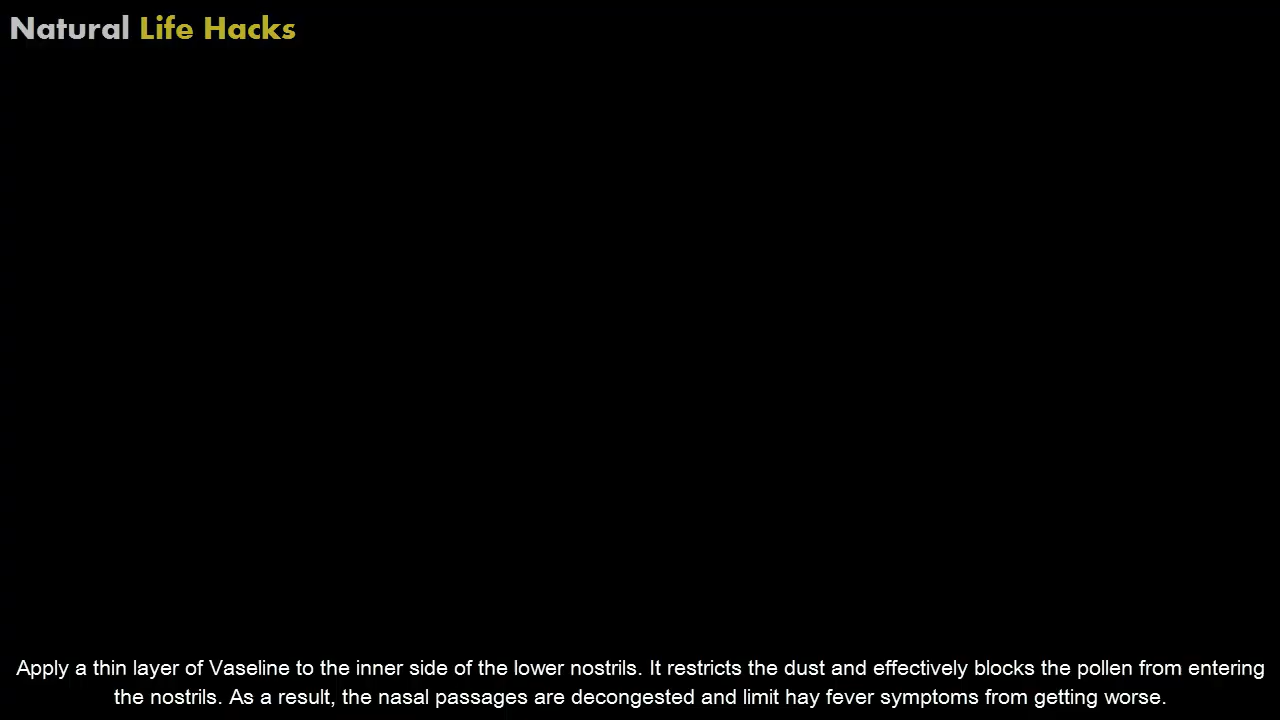 Natural Life Hacks
Apply a thin layer of Vaseline to the inner side of the lower nostrils. It restricts the dust and effectively blocks the pollen from entering
the nostrils. As a result, the nasal passages are decongested and limit hay fever symptoms from getting worse.